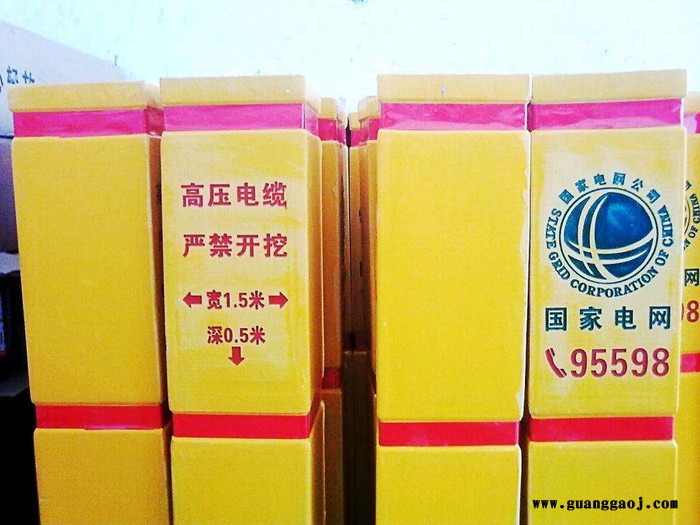 高压电缆
严禁开挖
宽1.5米
深0.5米
国家电网公司
STATE GRID CORPORATION OF CHINA
国家电网
95598
98
www.guanggaoj.com